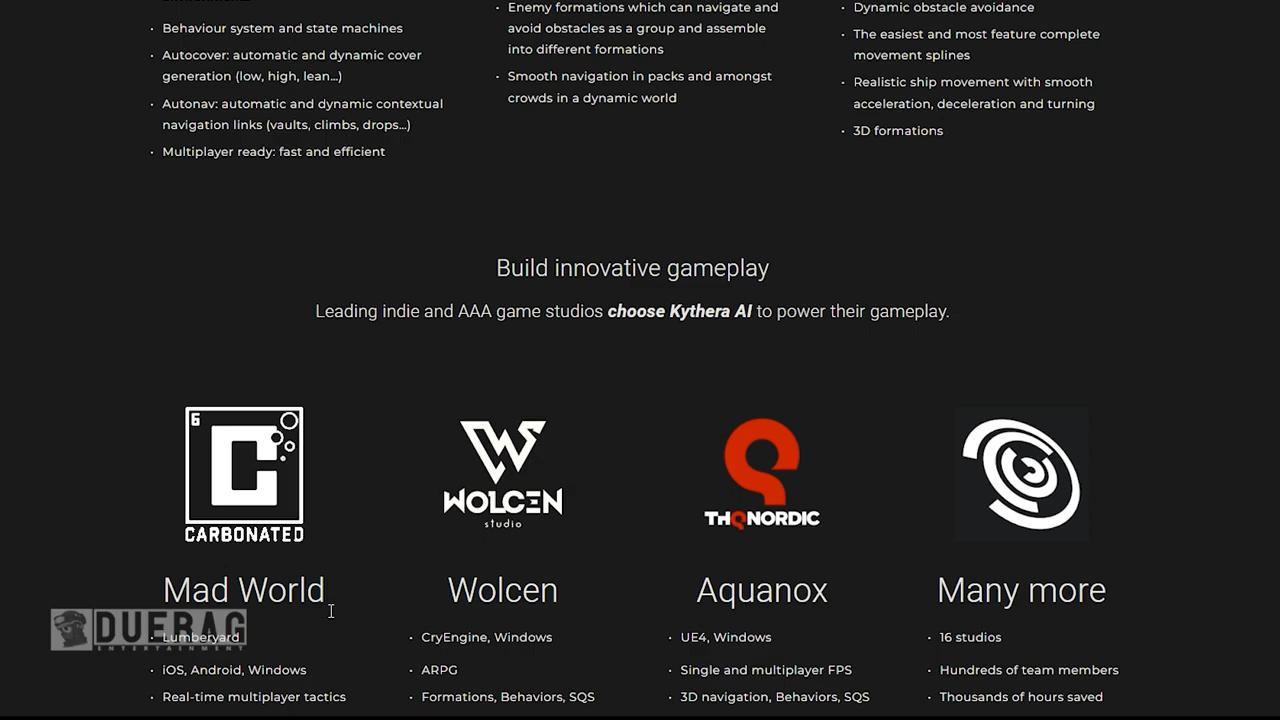 Behaviour system and state machines
Autocover: automatic and dynamic cover
generation (low, high, lean...)
Autonav: automatic and dynamic contextual
navigation links (vaults, climbs, drops...)
Multiplayer ready: fast and efficient
Enemy formations which can navigate and
avoid obstacles as a group and assemble
into different formations
Smooth navigation in packs and amongst
crowds in a dynamic world
Dynamic obstacle avoidance
The easiest and most feature complete
movement splines
Realistic ship movement with smooth
acceleration, deceleration and turning
3D formations
Build innovative gameplay
Leading indie and AAA game studios choose Kythera AI to power their gameplay.
6
C
CARBONATED
W
WOLCEN
studio
THQNORDIC
Mad World
Lumberyard
iOS, Android, Windows
Real-time multiplayer tactics
Wolcen
CryEngine, Windows
ARPG
Formations, Behaviors, SQS
Aquanox
UE4, Windows
Single and multiplayer FPS
3D navigation, Behaviors, SQS
Many more
16 studios
Hundreds of team members
Thousands of hours saved
DUERAG
ENTERTAINMENT